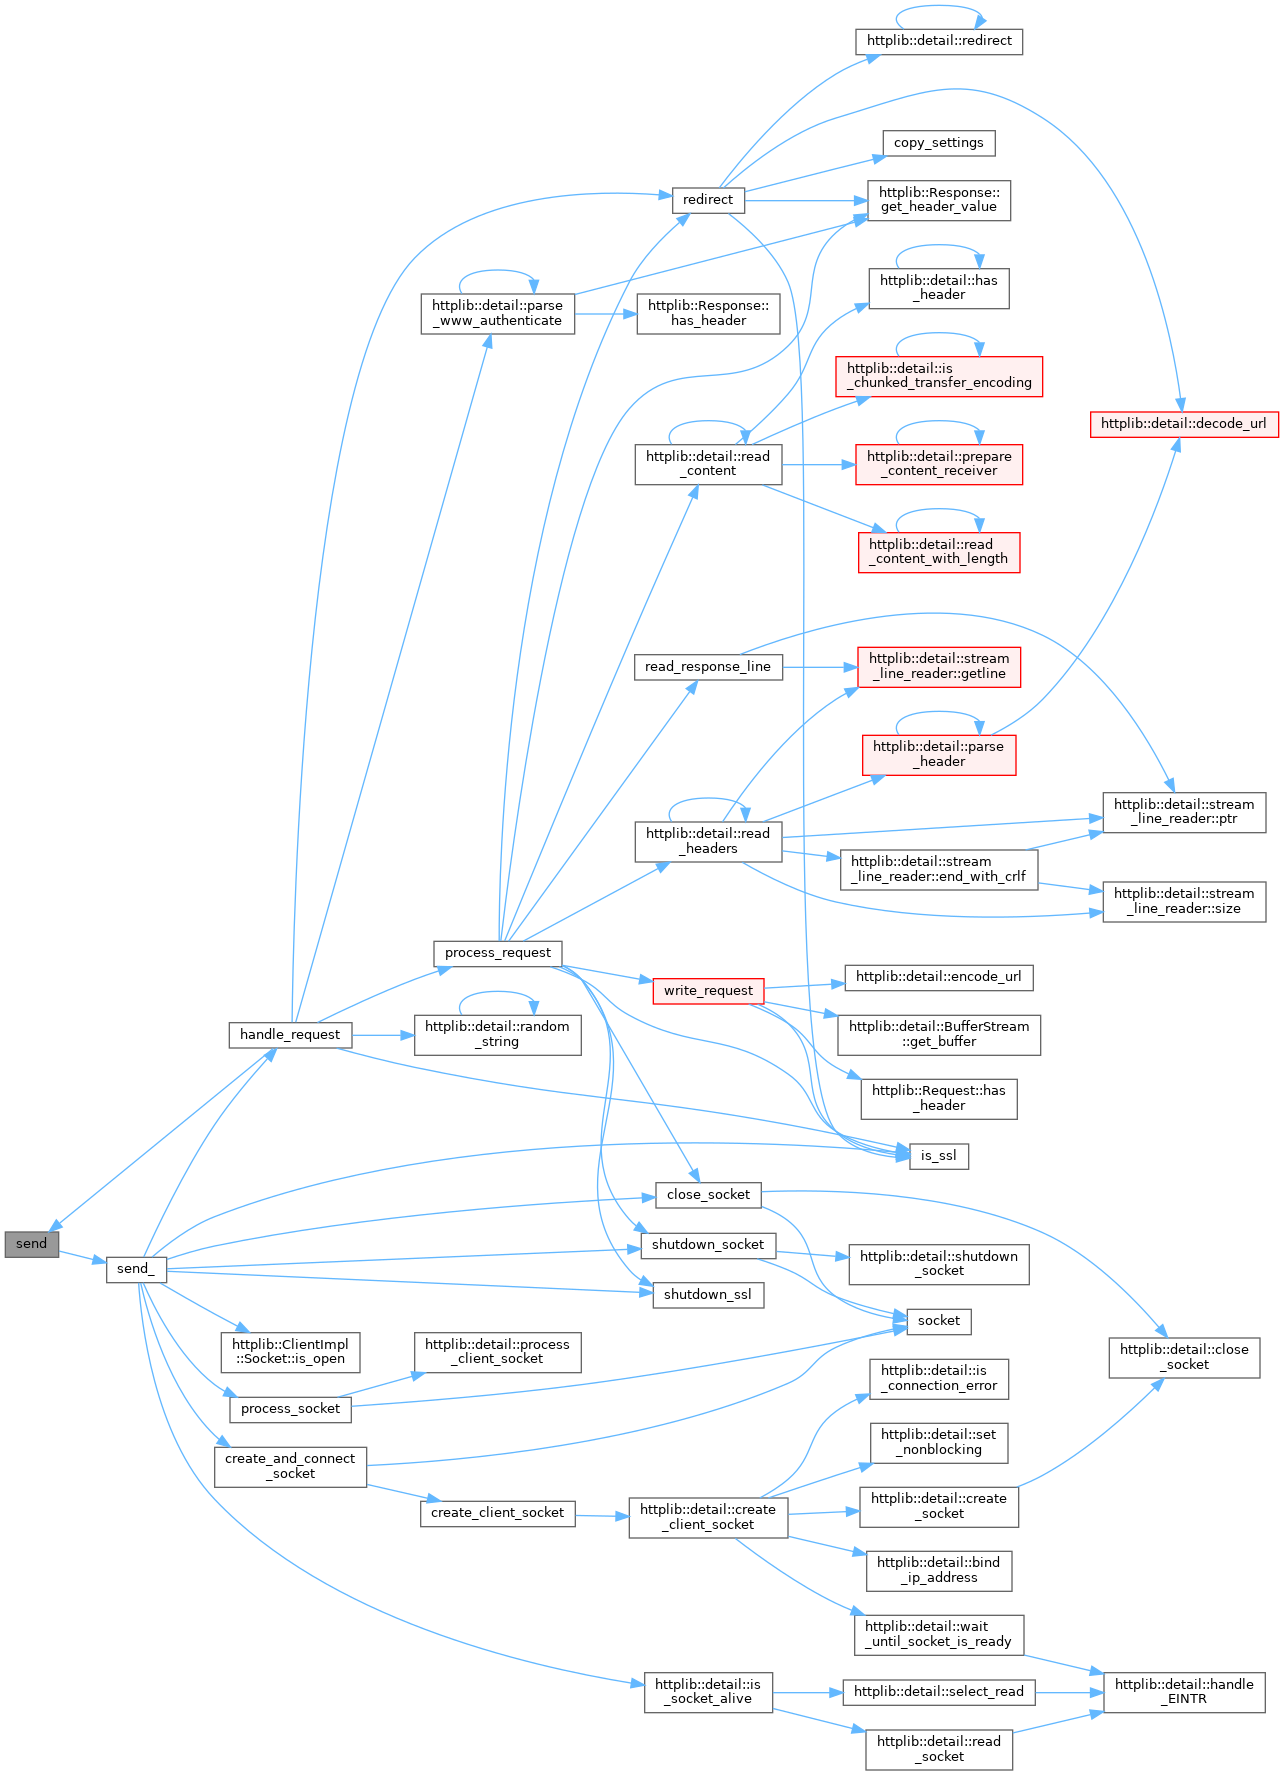 httplib::detail::redirect
copy_settings
redirect
httplib::Response::
get_header_value
httplib::detail::has
_header
httplib::detail::parse
_www_authenticate
httplib::Response::
has_header
httplib::detail::is
_chunked_transfer_encoding
httplib::detail::decode_url
httplib::detail::read
_content
httplib::detail::prepare
_content_receiver
httplib::detail::read
_content_with_length
read_response_line
httplib::detail::stream
_line_reader::getline
httplib::detail::parse
_header
httplib::detail::stream
_line_reader::ptr
httplib::detail::read
_headers
httplib::detail::stream
_line_reader::end_with_crlf
httplib::detail::stream
_line_reader::size
process_request
write_request
httplib::detail::encode_url
handle_request
httplib::detail::random
_string
httplib::detail::BufferStream
::get_buffer
httplib::Request::has
_header
is_ssl
close_socket
send
send_
shutdown_socket
httplib::detail::shutdown
_socket
shutdown_ssl
socket
httplib::ClientImpl
::Socket::is_open
httplib::detail::process
_client_socket
httplib::detail::close
_socket
httplib::detail::is
_connection_error
process_socket
httplib::detail::set
_nonblocking
create_and_connect
_socket
create_client_socket
httplib::detail::create
_client_socket
httplib::detail::create
_socket
httplib::detail::bind
_ip_address
httplib::detail::wait
_until_socket_is_ready
httplib::detail::is
_socket_alive
httplib::detail::select_read
httplib::detail::handle
_EINTR
httplib::detail::read
_socket